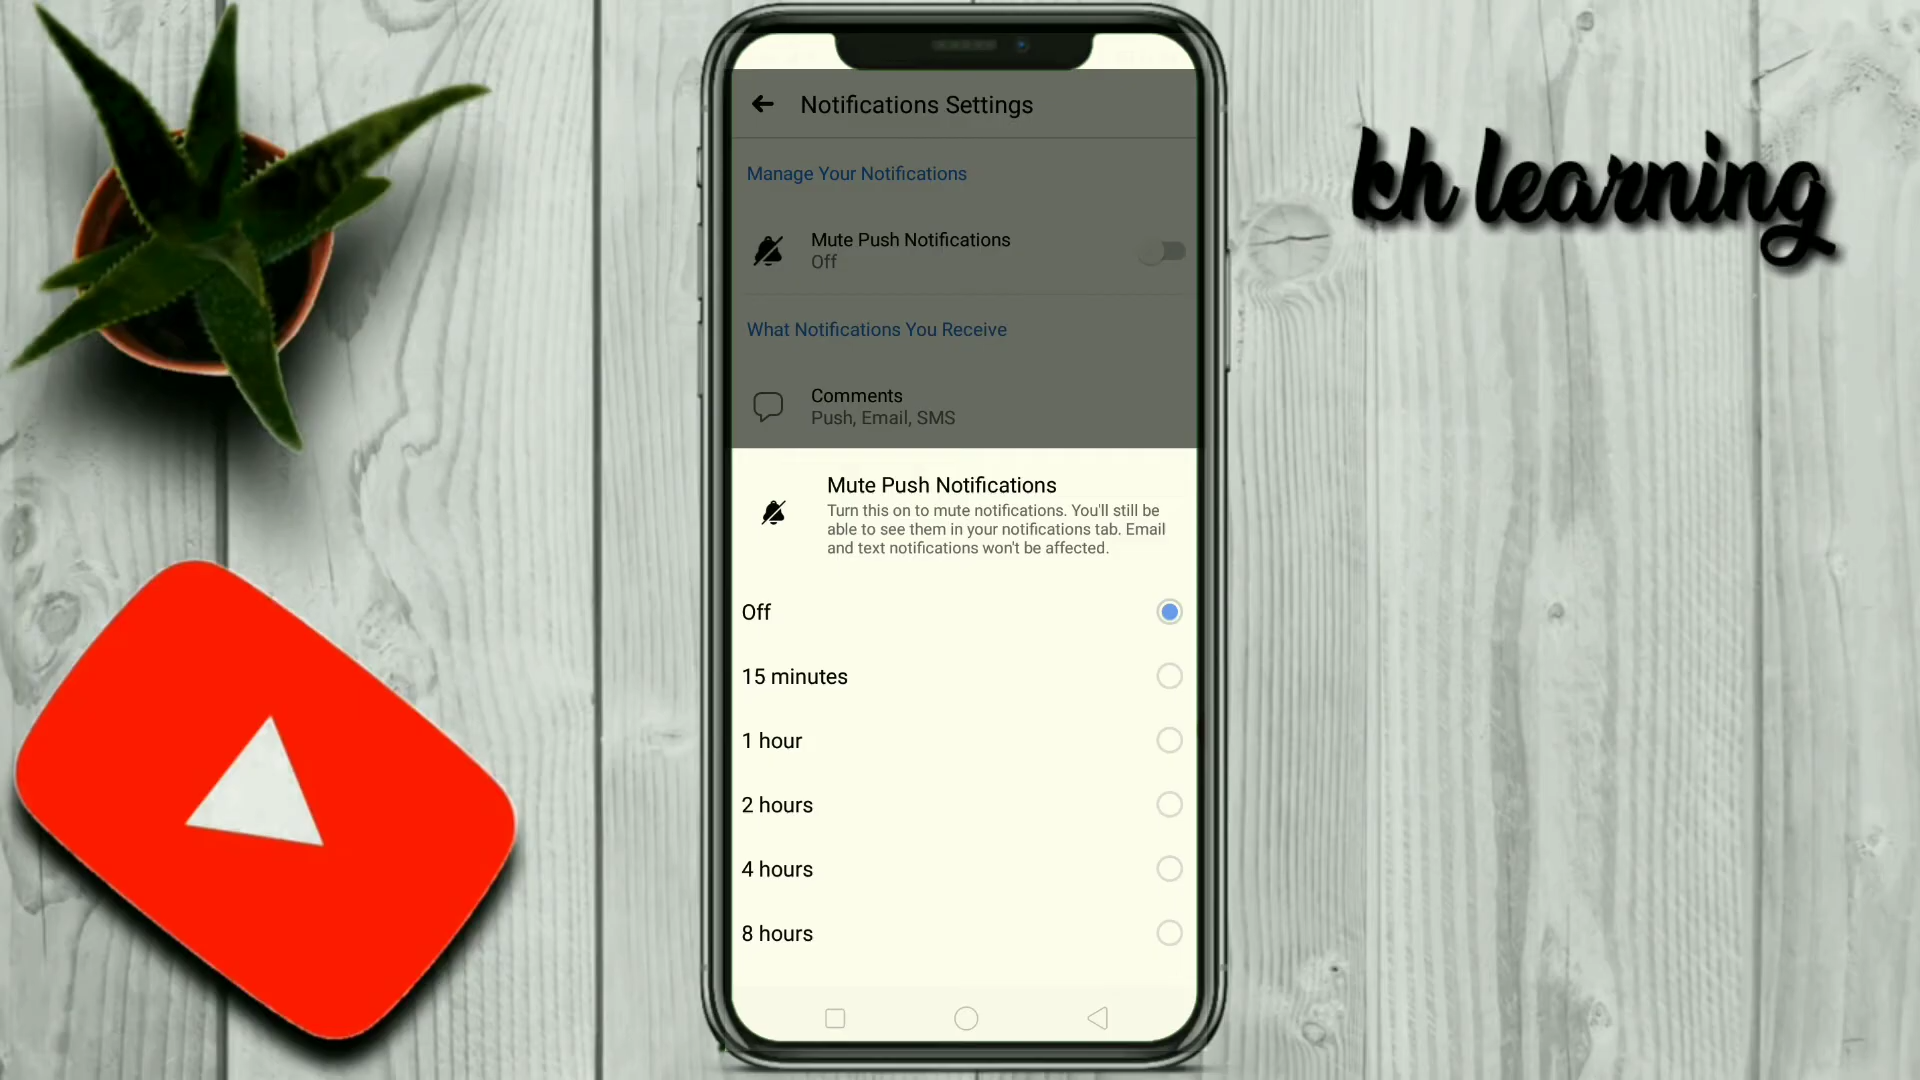 Notifications Settings
Manage Your Notifications
Mute Push Notifications
Off
What Notifications You Receive
Comments
Push, Email, SMS
Mute Push Notifications
Turn this on to mute notifications. You'll still be
able to see them in your notifications tab. Email
and text notifications won't be affected.
Off
15 minutes
1 hour
2 hours
4 hours
8 hours
kh learning